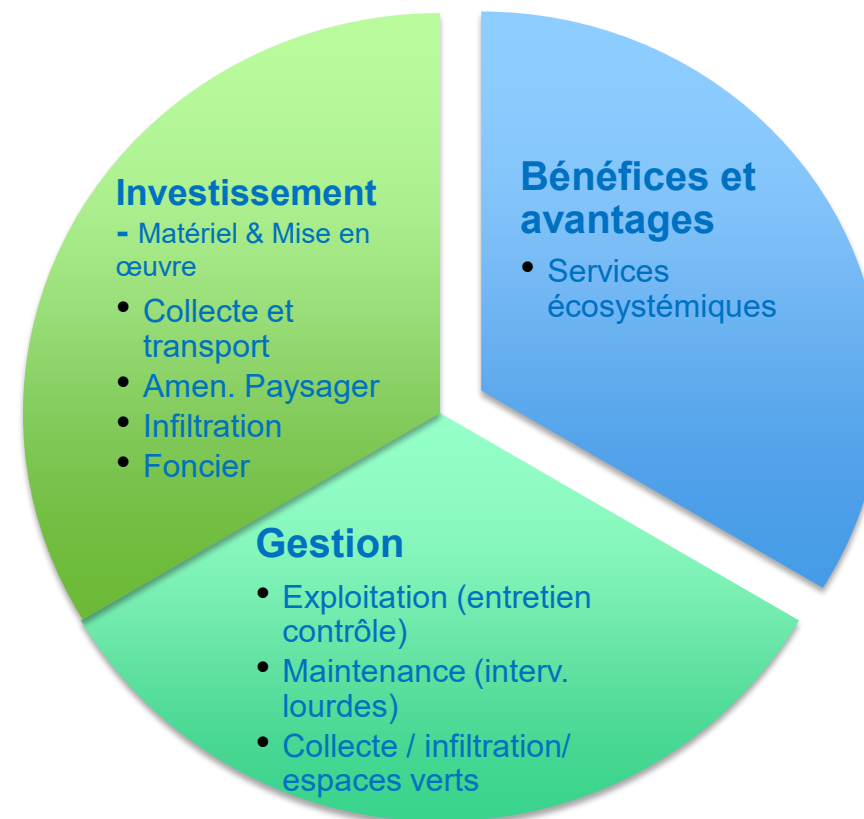 Investissement
- Matériel & Mise en
œuvre
• Collecte et
transport
• Amen. Paysager
• Infiltration
• Foncier
Bénéfices et
avantages
• Services
écosystémiques
Gestion
• Exploitation (entretien
contrôle)
• Maintenance (interv.
lourdes)
• Collecte / infiltration/
espaces verts